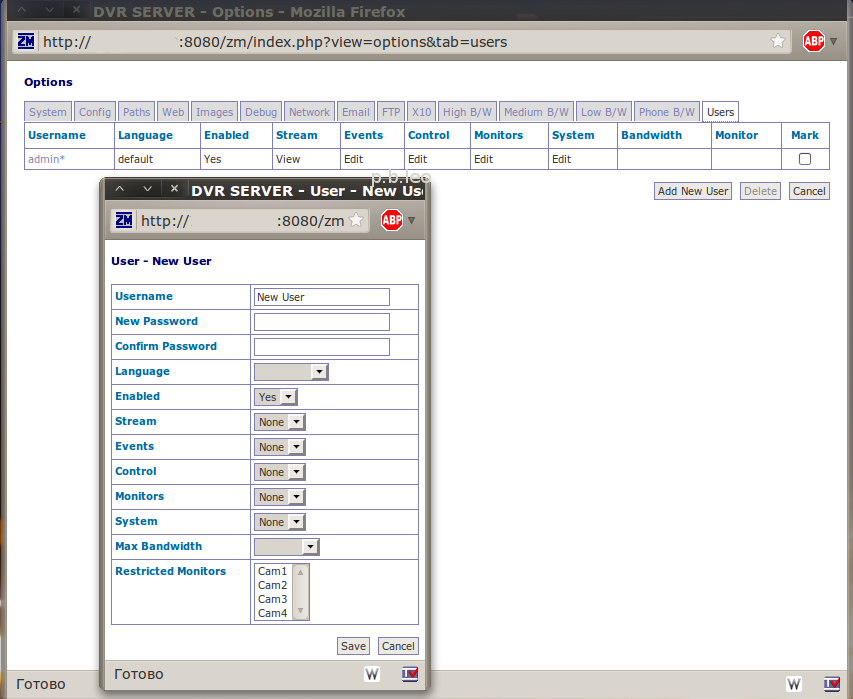 DVR SERVER - Options - Mozilla Firefox
ZM http:// :8080/zm/index.php?view=options&tab=users ABP
Options
System Config Paths Web Images Debug Network Email FTP X10 High B/W Medium B/W Low B/W Phone B/W Users
Username Language Enabled Stream Events Control Monitors System Bandwidth Monitor Mark
admin* default Yes View Edit Edit Edit Edit
p.b.leo
Add New User Delete Cancel
DVR SERVER - User - New Us
ZM http:// :8080/zm ABP
User - New User
Username New User
New Password
Confirm Password
Language
Enabled Yes
Stream None
Events None
Control None
Monitors None
System None
Max Bandwidth
Restricted Monitors Cam1
Cam2
Cam3
Cam4
Save Cancel
Готово W
Готово W